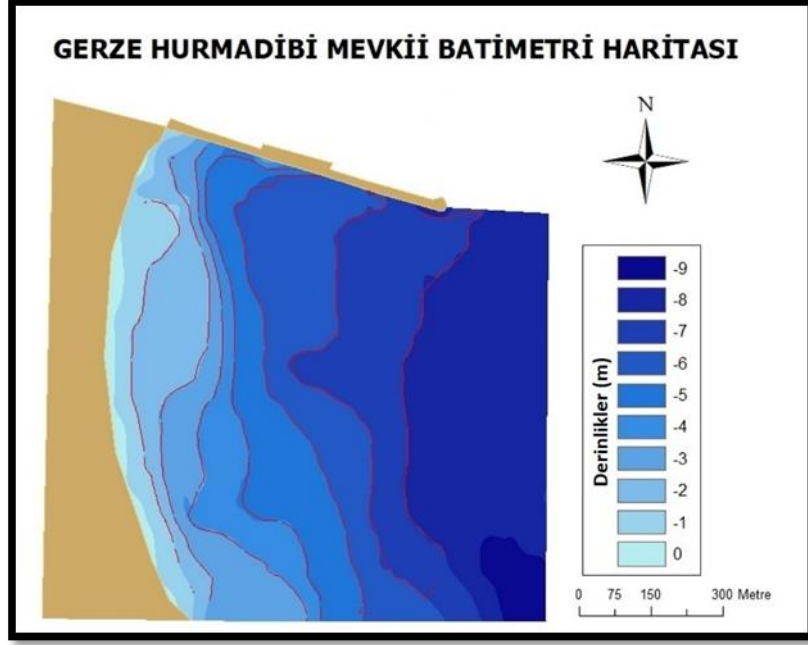 GERZE HURMADİBİ MEVKİİ BATİMETRİ HARİTASI
N
Derinlikler (m)
-9
-8
-7
-6
-5
-4
-3
-2
-1
0
0 75 150 300 Metre